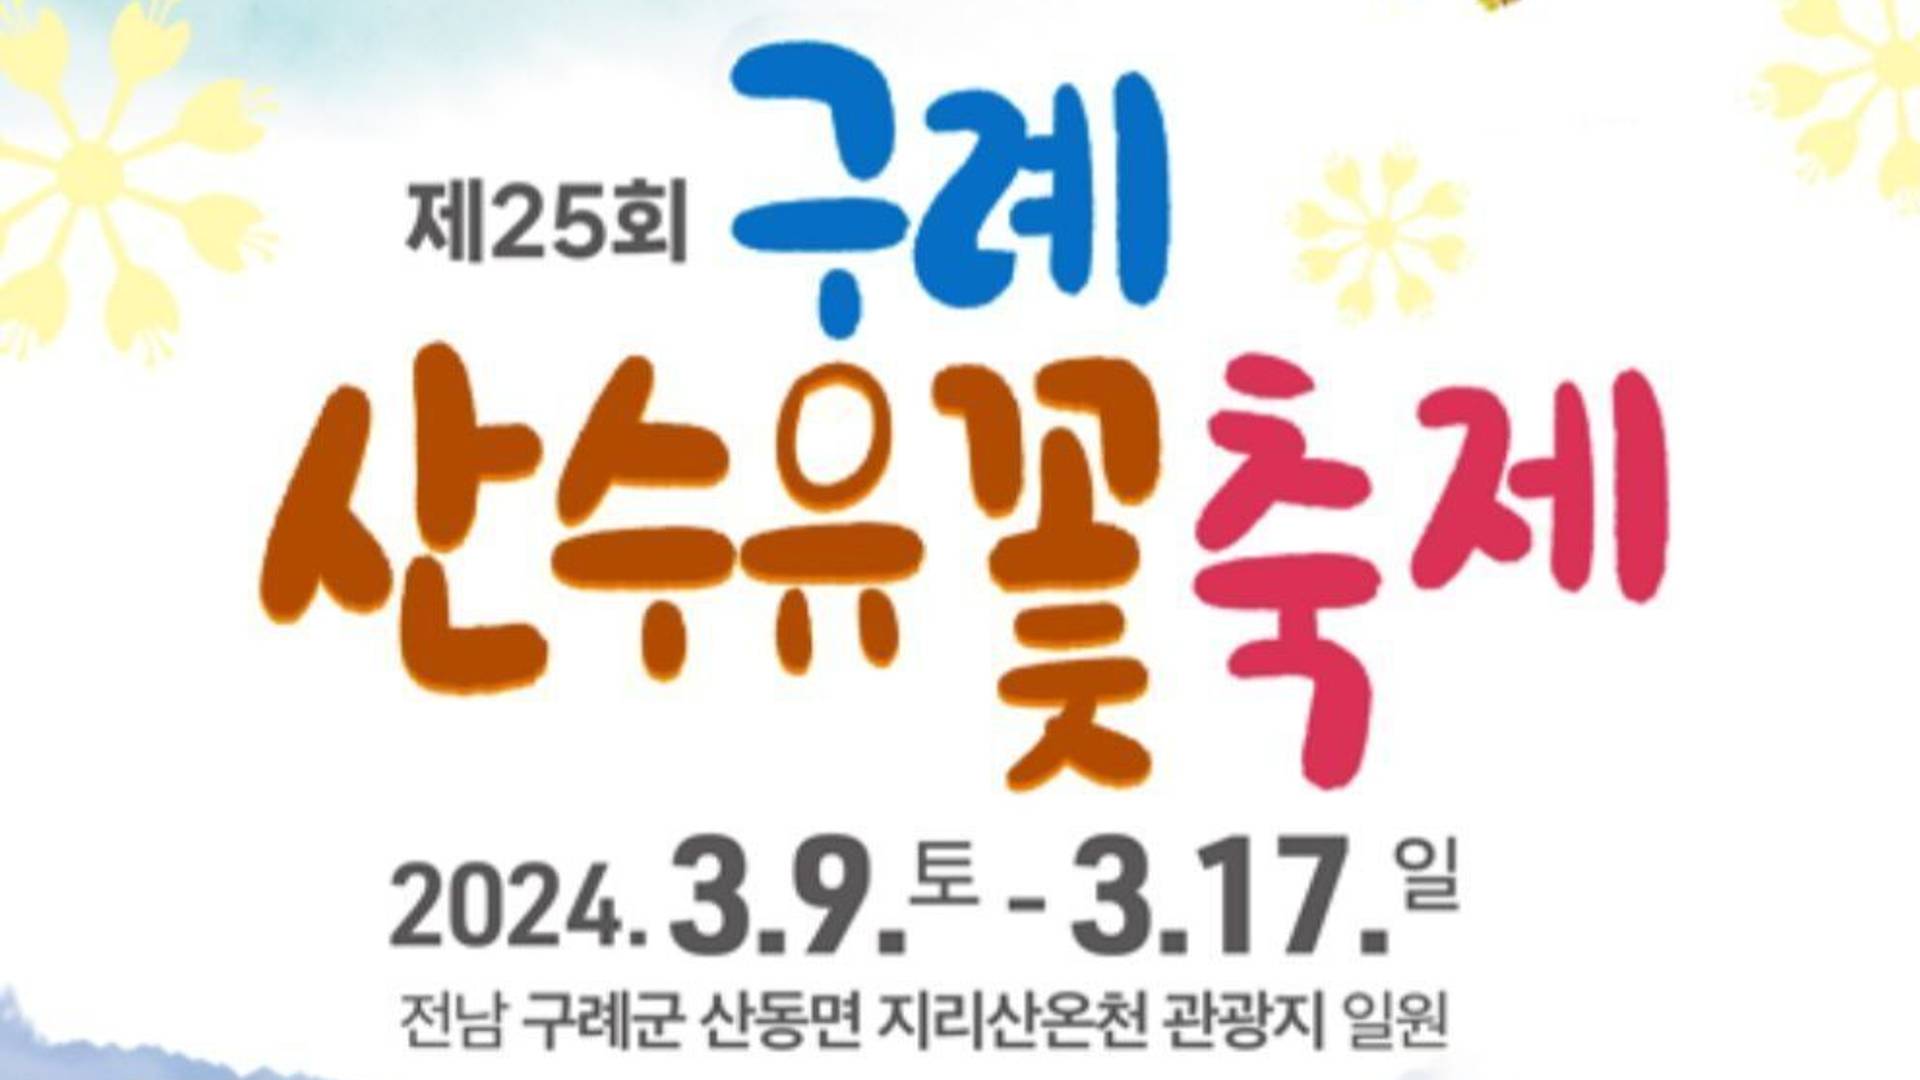 제25회 구례
산수유꽃축제
2024. 3.9.토 - 3.17.일
전남 구례군 산동면 지리산온천 관광지 일원